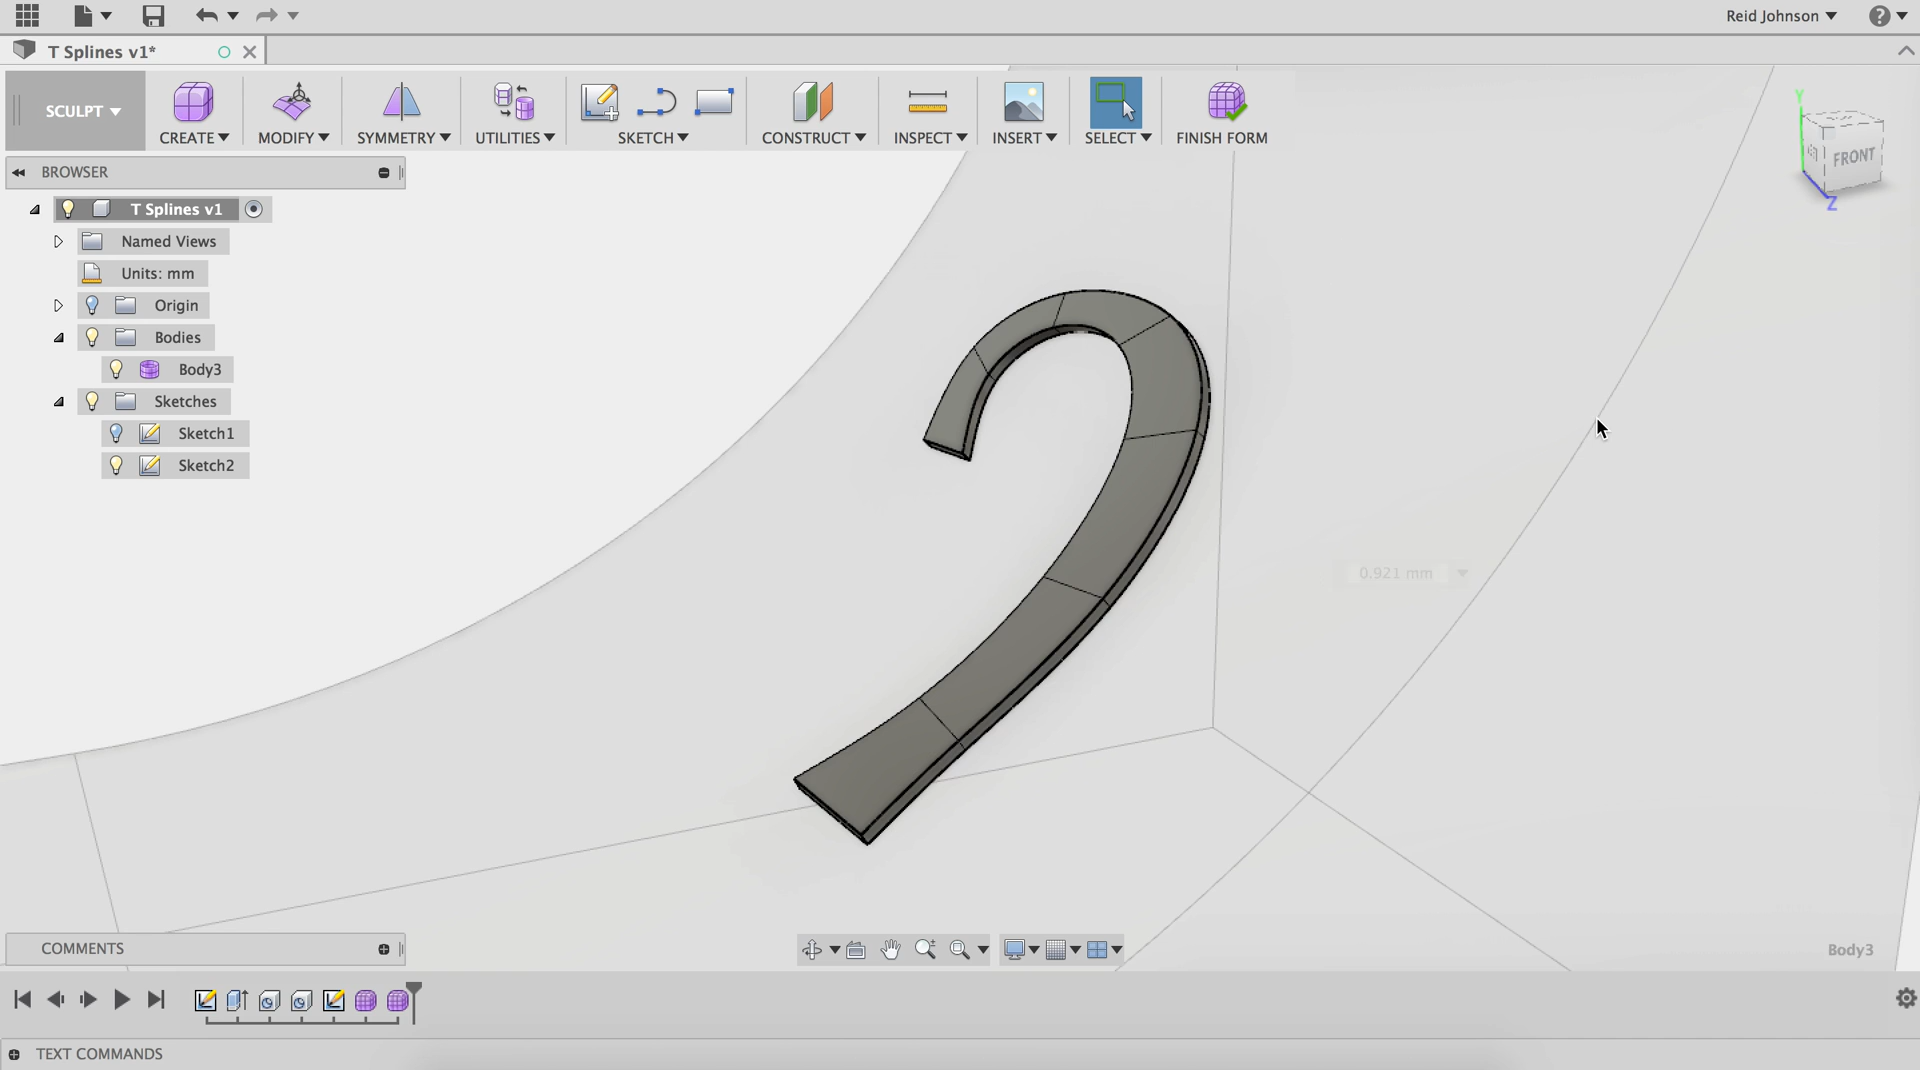 Reid Johnson
T Splines v1*
SCULPT
CREATE
MODIFY
SYMMETRY
UTILITIES
SKETCH
CONSTRUCT
INSPECT
INSERT
SELECT
FINISH FORM
Y
FRONT
Z
BROWSER
T Splines v1
Named Views
Units: mm
Origin
Bodies
Body3
Sketches
Sketch1
Sketch2
0.921 mm
COMMENTS
Body3
TEXT COMMANDS